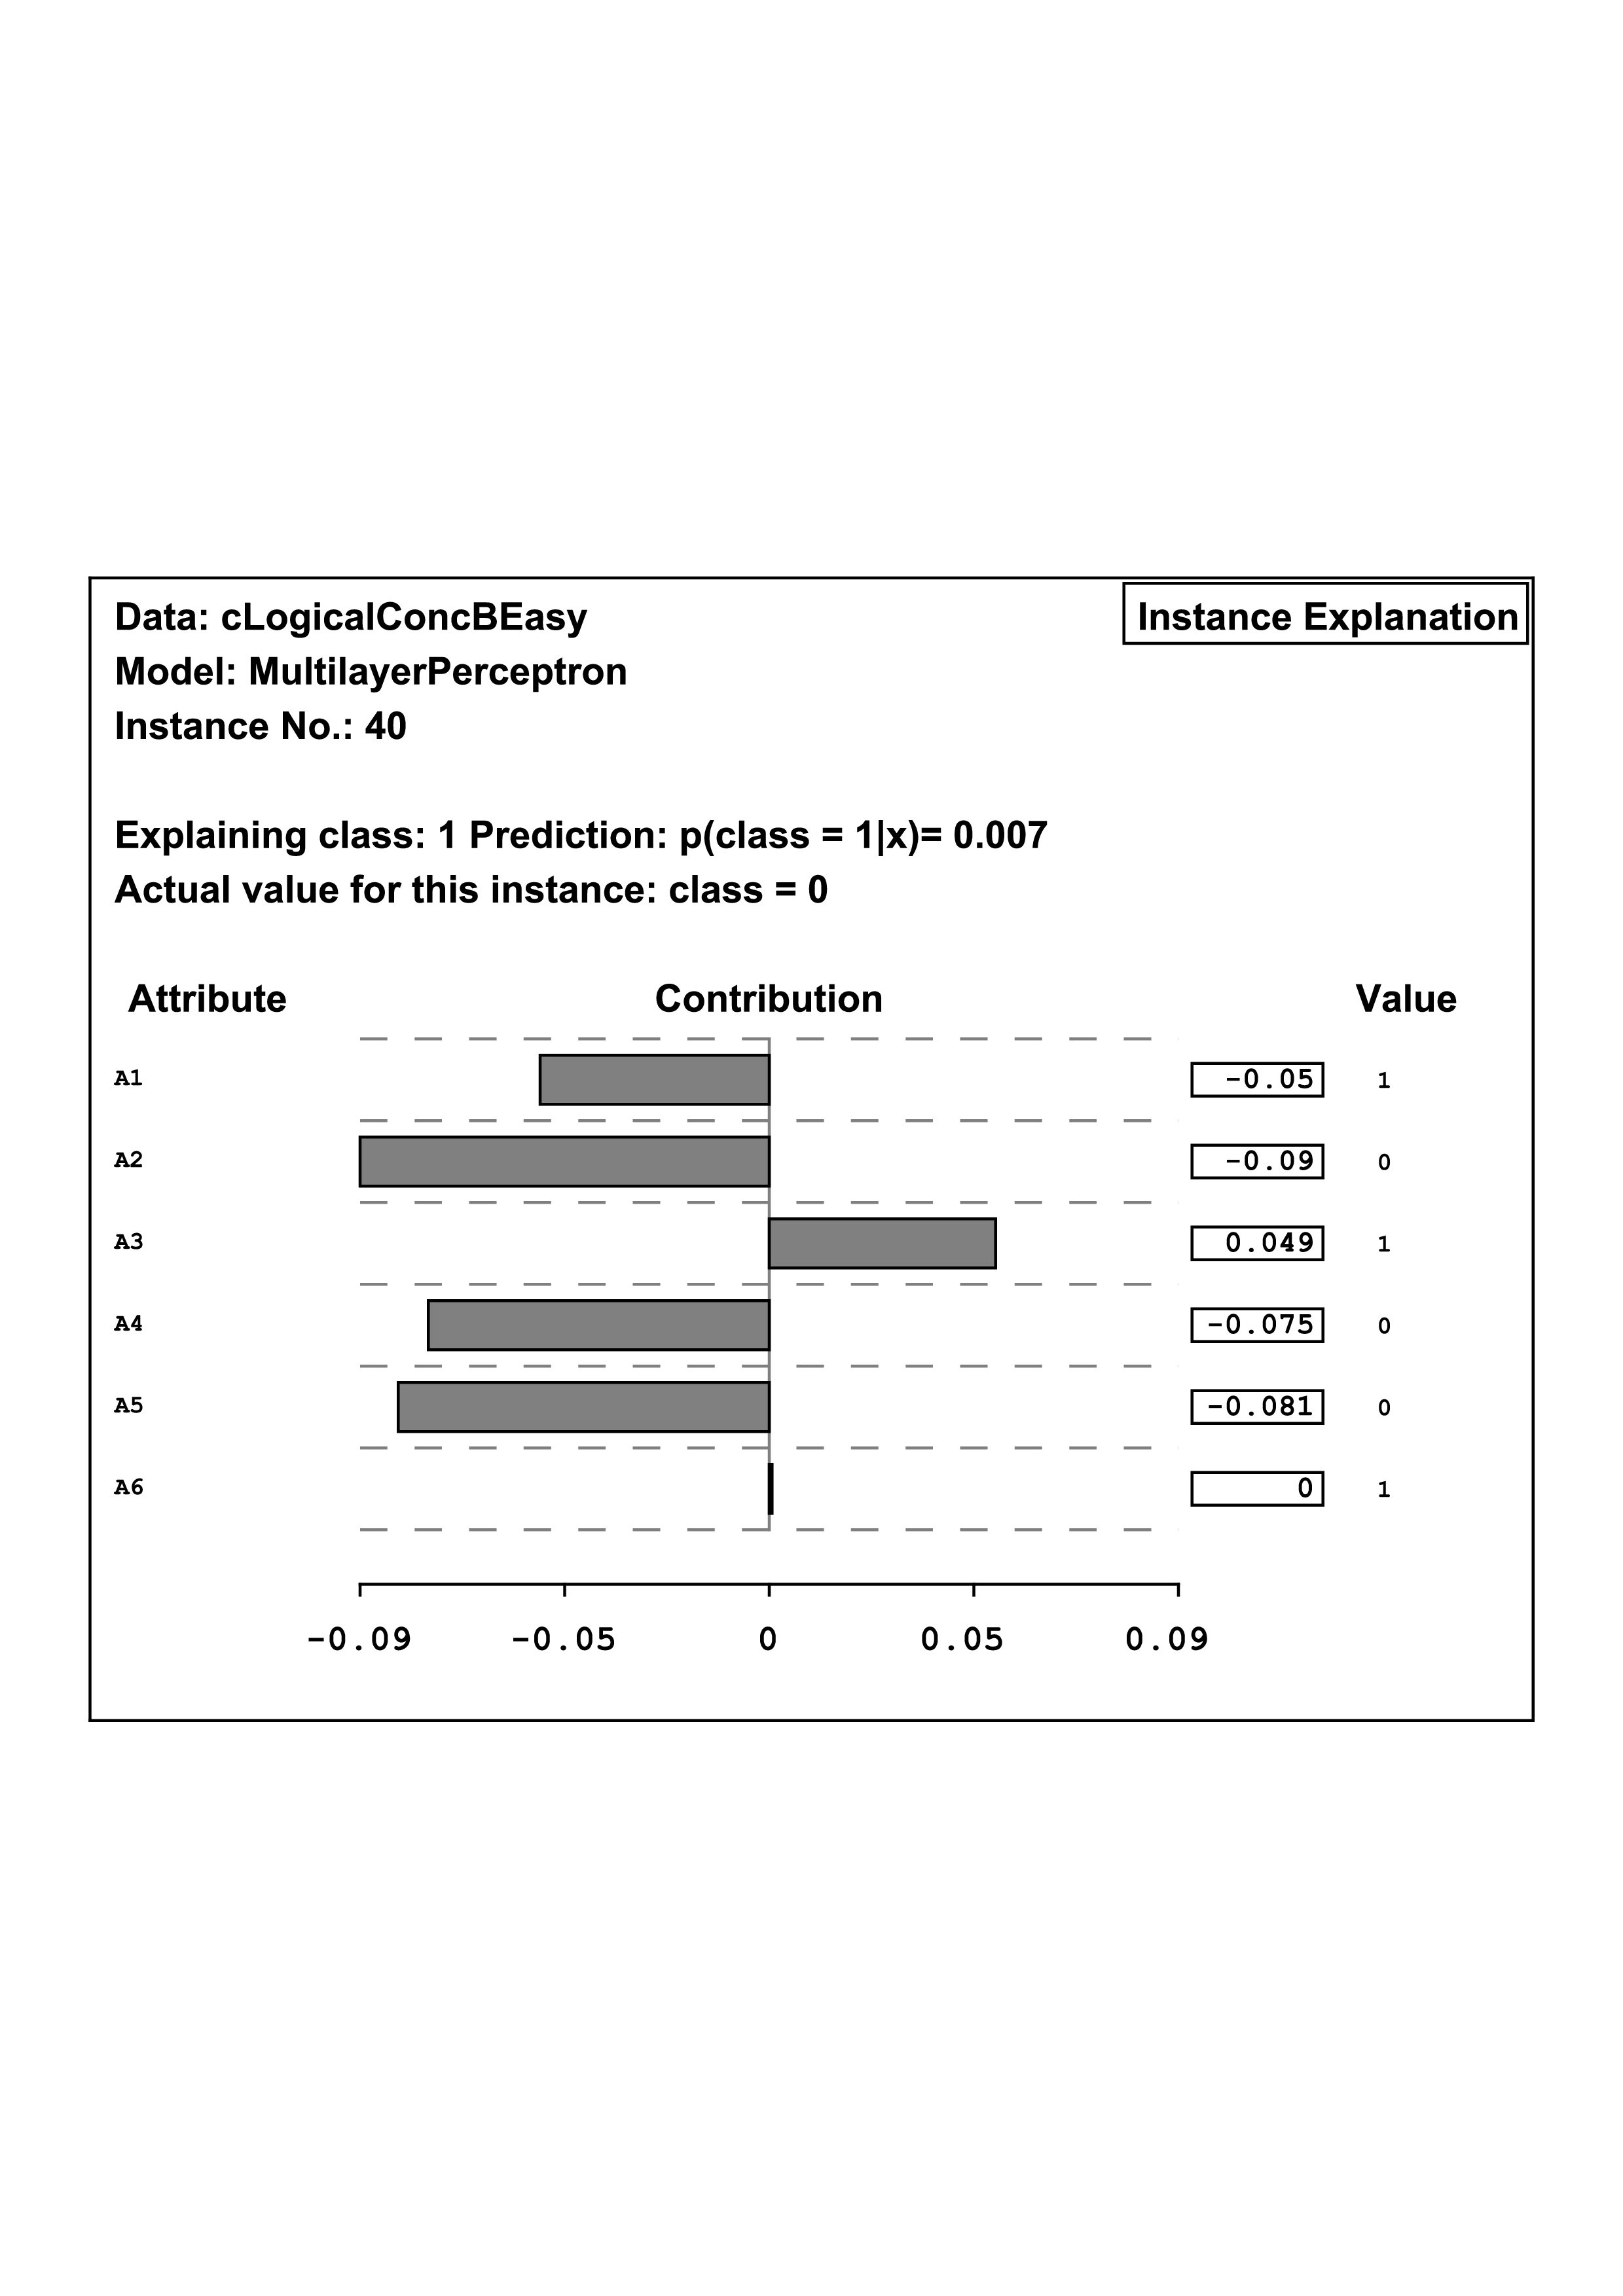 Data: cLogicalConcBEasy
Instance Explanation
Model: MultilayerPerceptron
Instance No.: 40
Explaining class: 1 Prediction: p(class = 1|x)= 0.007
Actual value for this instance: class = 0
Attribute Contribution Value
A1 -0.05 1
A2 -0.09 0
A3 0.049 1
A4 -0.075 0
A5 -0.081 0
A6 0 1
-0.09 -0.05 0 0.05 0.09